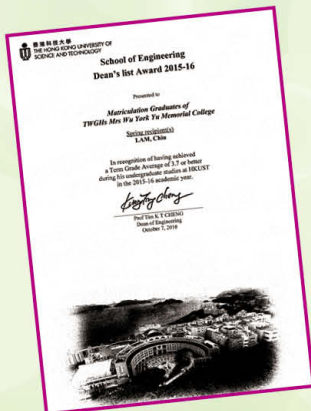 香港科技大學
THE HONG KONG UNIVERSITY OF
SCIENCE AND TECHNOLOGY
School of Engineering
Dean's list Award 2015-16
Presented to
Matriculation Graduates of
TWGHs Mrs Wu York Yu Memorial College
Spring recipient(s)
LAM, Chiu
In recognition of having achieved
a Term Grade Average of 3.7 or better
during his undergraduate studies at HKUST
in the 2015-16 academic year.
Prof Tim K T CHENG
Dean of Engineering
October 7, 2016